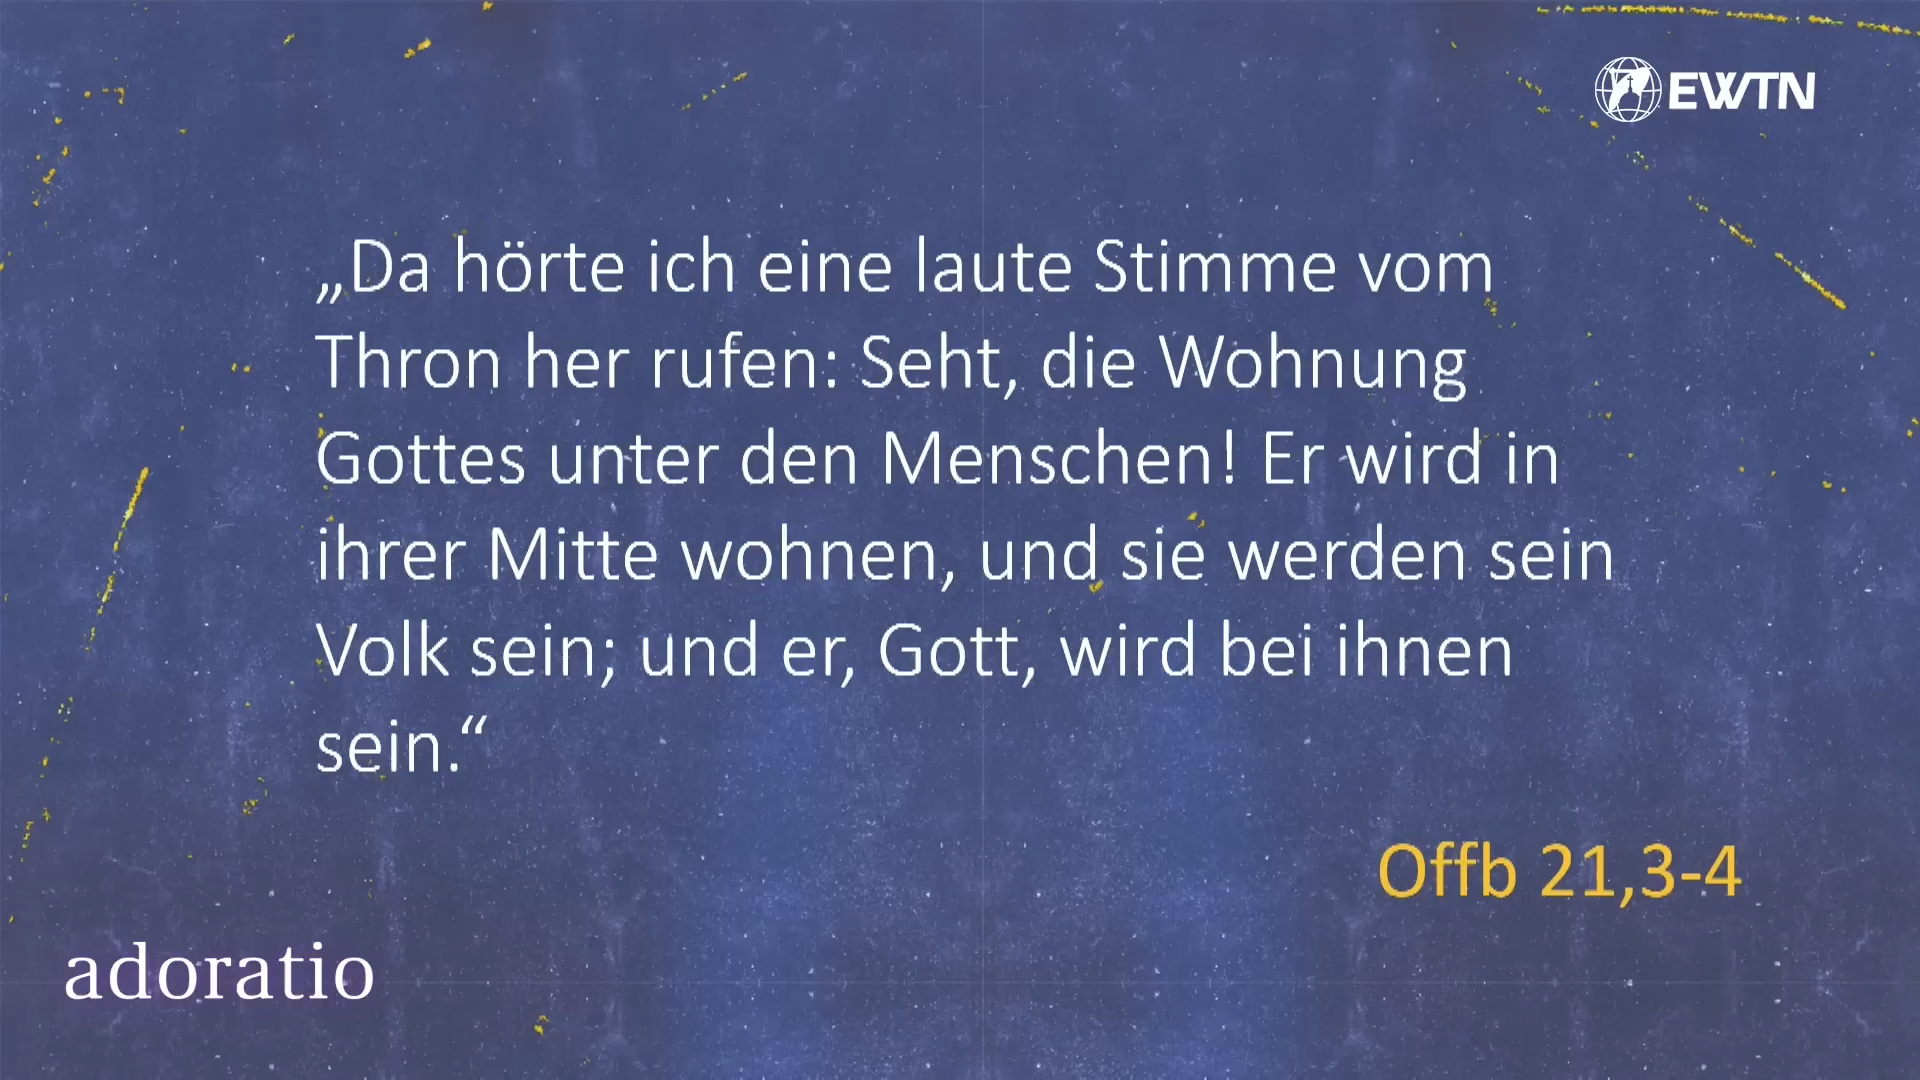 EWTN
„Da hörte ich eine laute Stimme vom
Thron her rufen: Seht, die Wohnung
Gottes unter den Menschen! Er wird in
ihrer Mitte wohnen, und sie werden sein
Volk sein; und er, Gott, wird bei ihnen
sein.“
Offb 21,3-4
adoratio